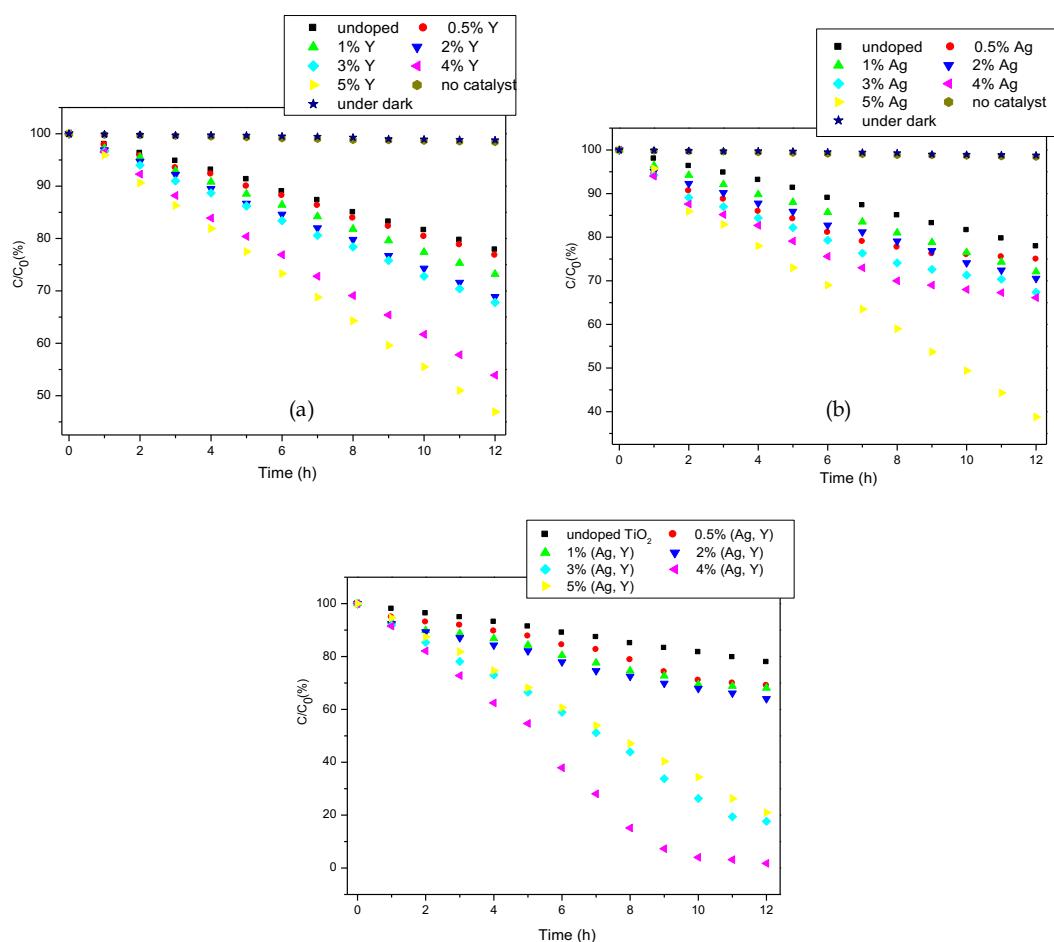 undoped 0.5% Y
1% Y 2% Y
3% Y 4% Y
5% Y no catalyst
under dark
100
90
80
70
60
50
C/C0(%)
(a)
0 2 4 6 8 10 12
Time (h)
undoped 0.5% Ag
1% Ag 2% Ag
3% Ag 4% Ag
5% Ag no catalyst
under dark
100
90
80
70
60
50
40
C/C0(%)
(b)
0 2 4 6 8 10 12
Time (h)
undoped TiO2 0.5% (Ag, Y)
1% (Ag, Y) 2% (Ag, Y)
3% (Ag, Y) 4% (Ag, Y)
5% (Ag, Y)
100
80
60
40
20
0
C/C0(%)
0 2 4 6 8 10 12
Time (h)